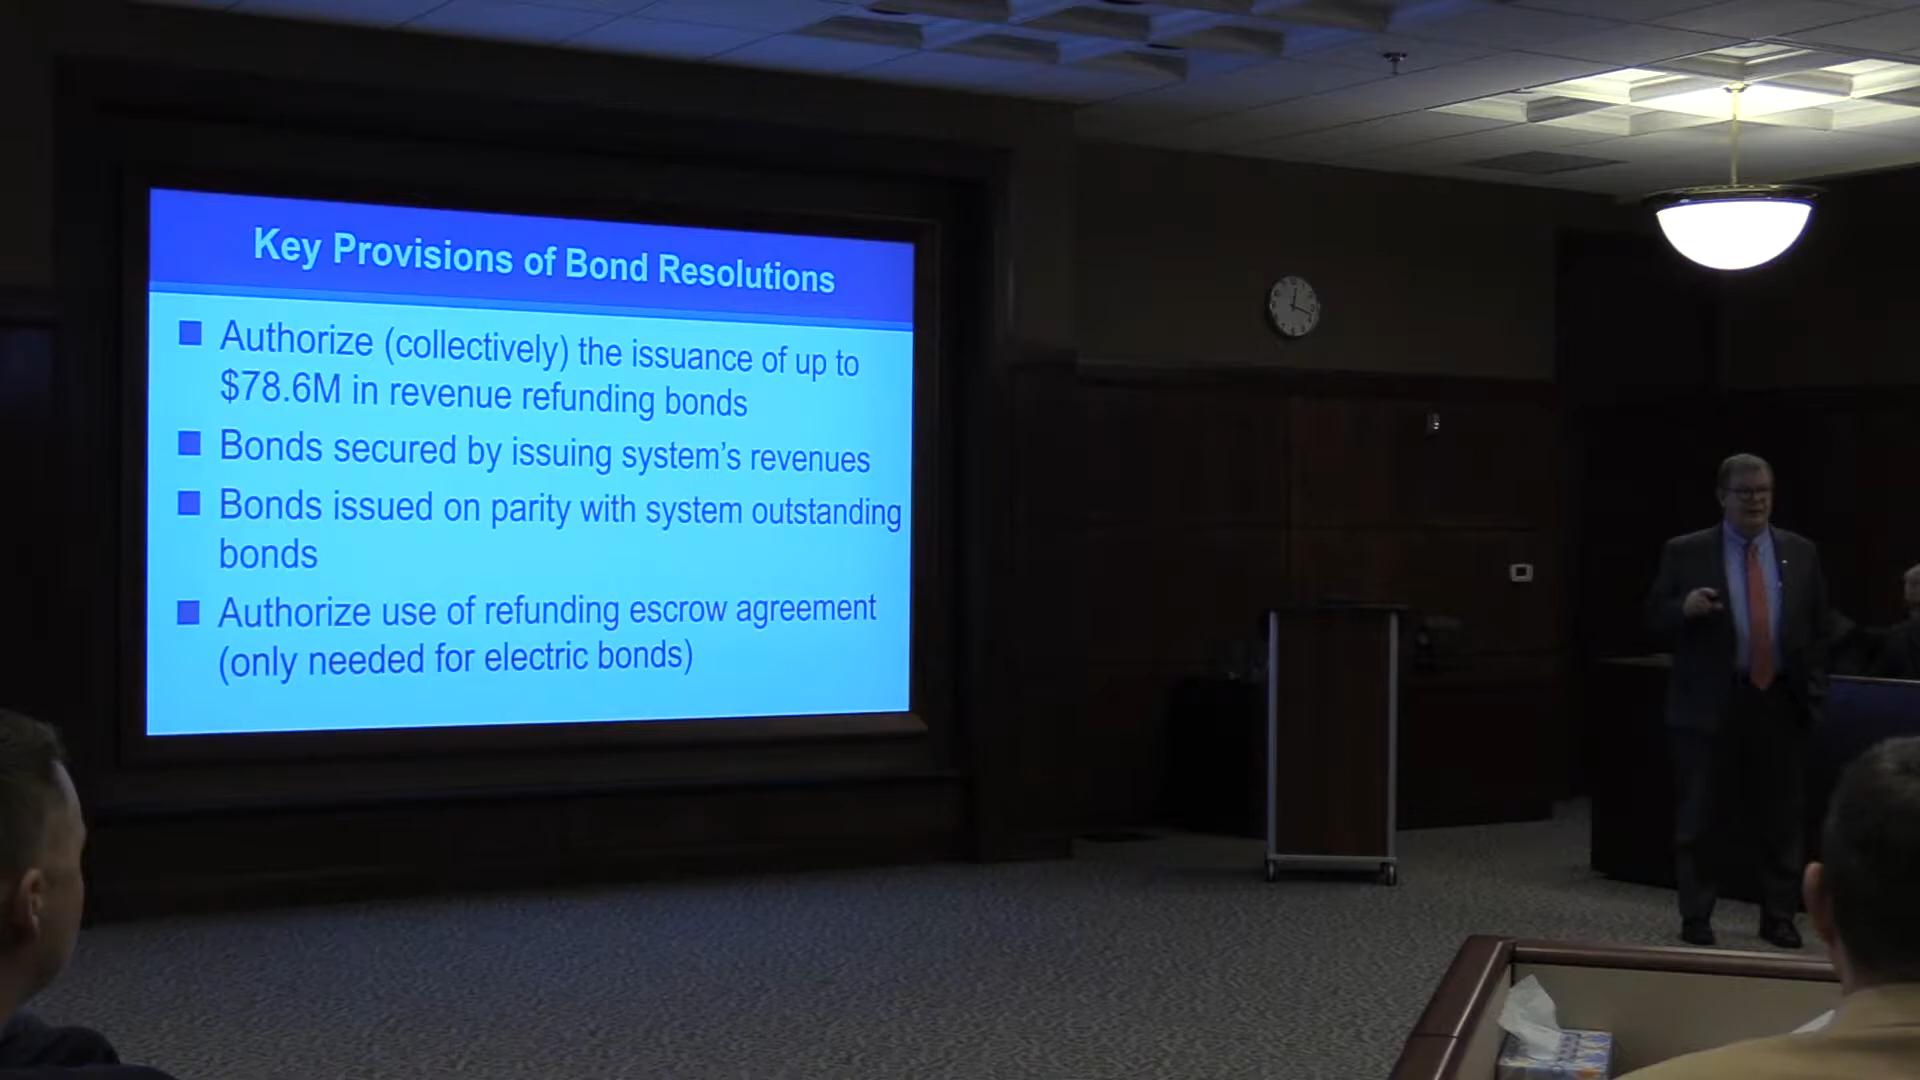 Key Provisions of Bond Resolutions
Authorize (collectively) the issuance of up to
$78.6M in revenue refunding bonds
Bonds secured by issuing system's revenues
Bonds issued on parity with system outstanding
bonds
Authorize use of refunding escrow agreement
(only needed for electric bonds)